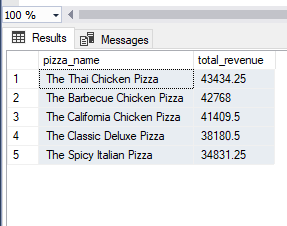 100 %
Results Messages
pizza_name total_revenue
1 The Thai Chicken Pizza 43434.25
2 The Barbecue Chicken Pizza 42768
3 The California Chicken Pizza 41409.5
4 The Classic Deluxe Pizza 38180.5
5 The Spicy Italian Pizza 34831.25